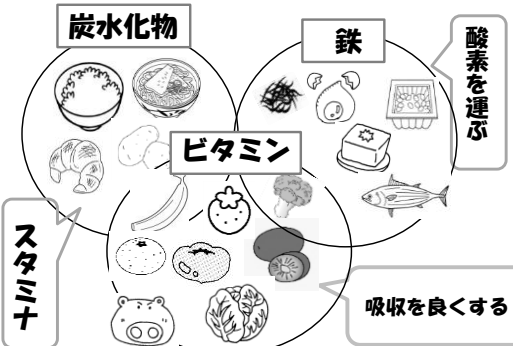 炭水化物
鉄
酸素を運ぶ
ビタミン
スタミナ
吸収を良くする